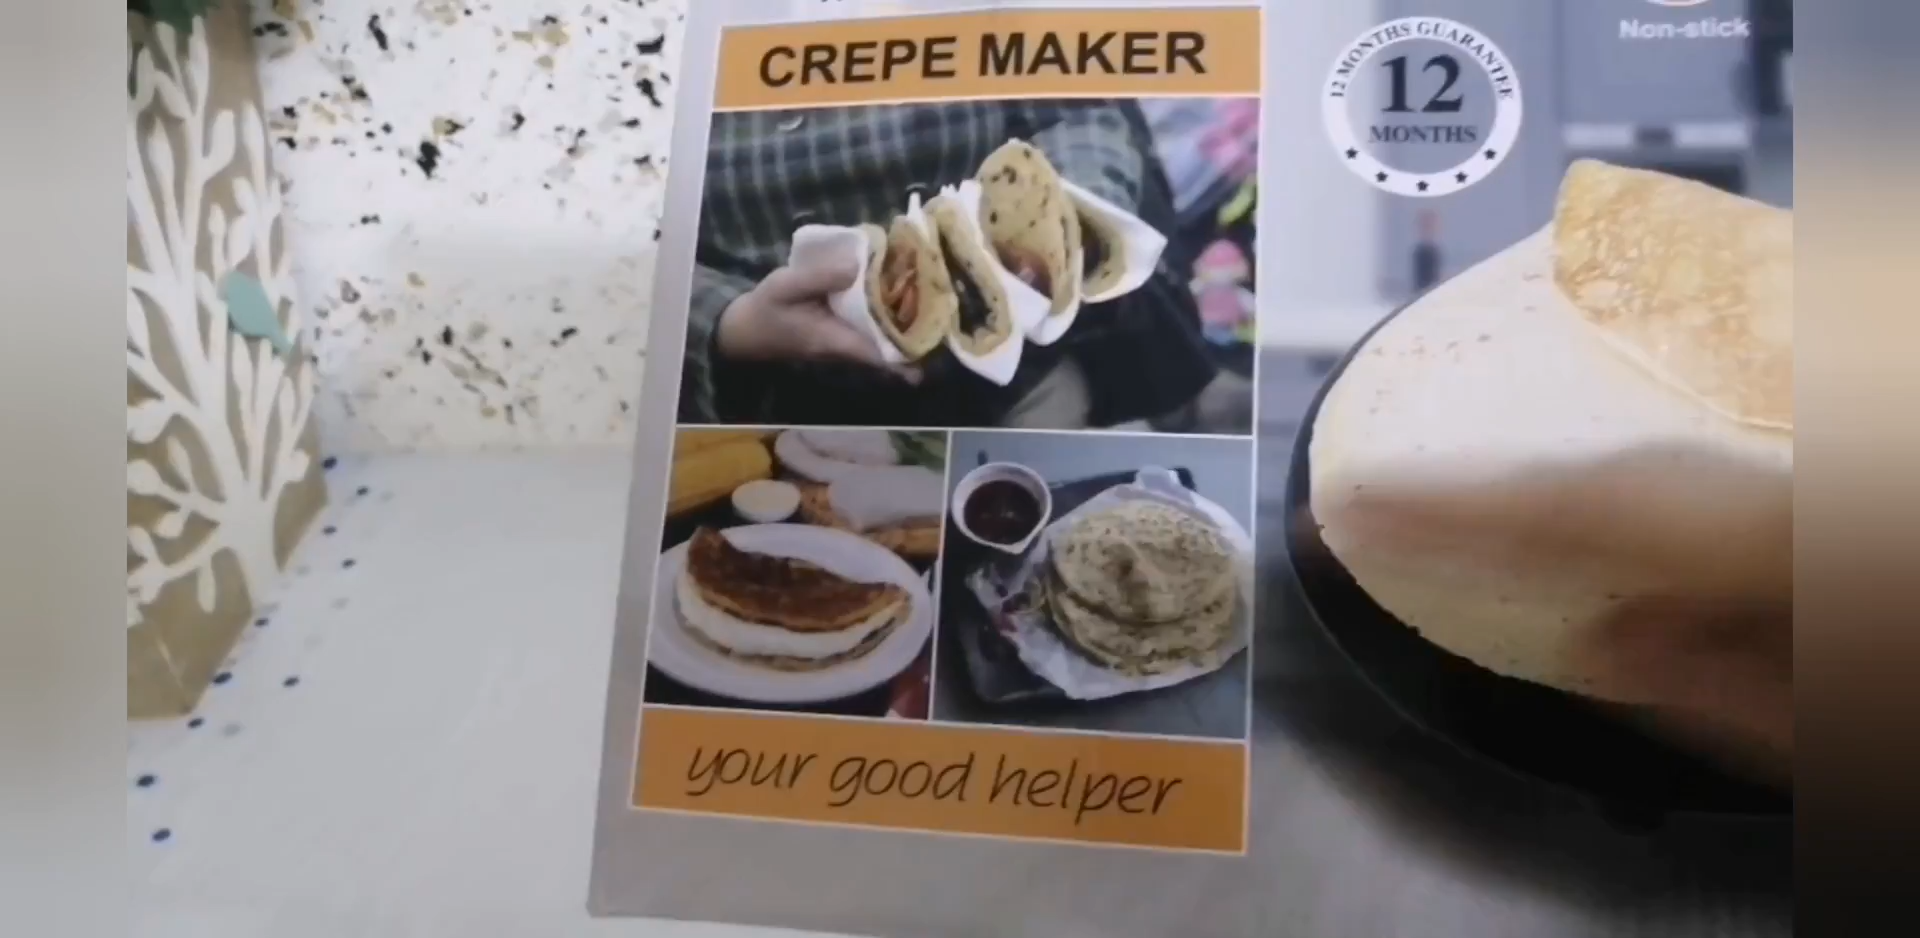 CREPE MAKER
12 MONTHS GUARANTEE
12
MONTHS
Non-stick
your good helper